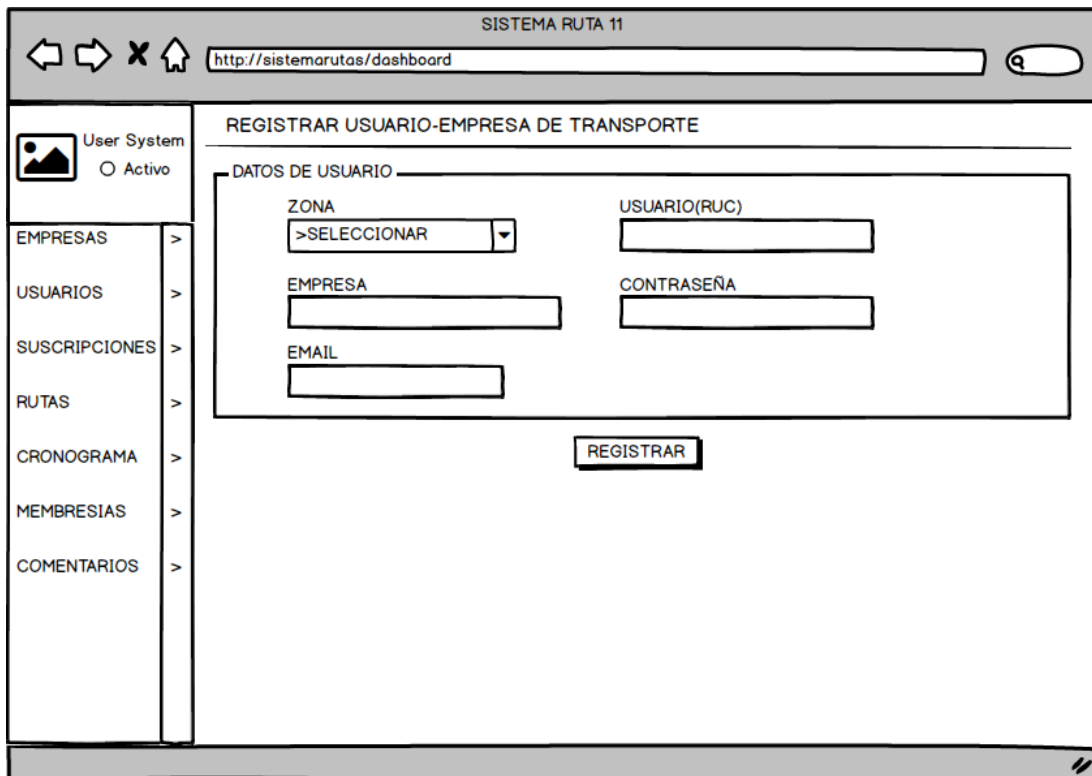 SISTEMA RUTA 11
http://sistemarutas/dashboard
User System
Activo
EMPRESAS >
USUARIOS >
SUSCRIPCIONES >
RUTAS >
CRONOGRAMA >
MEMBRESIAS >
COMENTARIOS >
REGISTRAR USUARIO-EMPRESA DE TRANSPORTE
DATOS DE USUARIO
ZONA
>SELECCIONAR
USUARIO(RUC)
EMPRESA
CONTRASEÑA
EMAIL
REGISTRAR